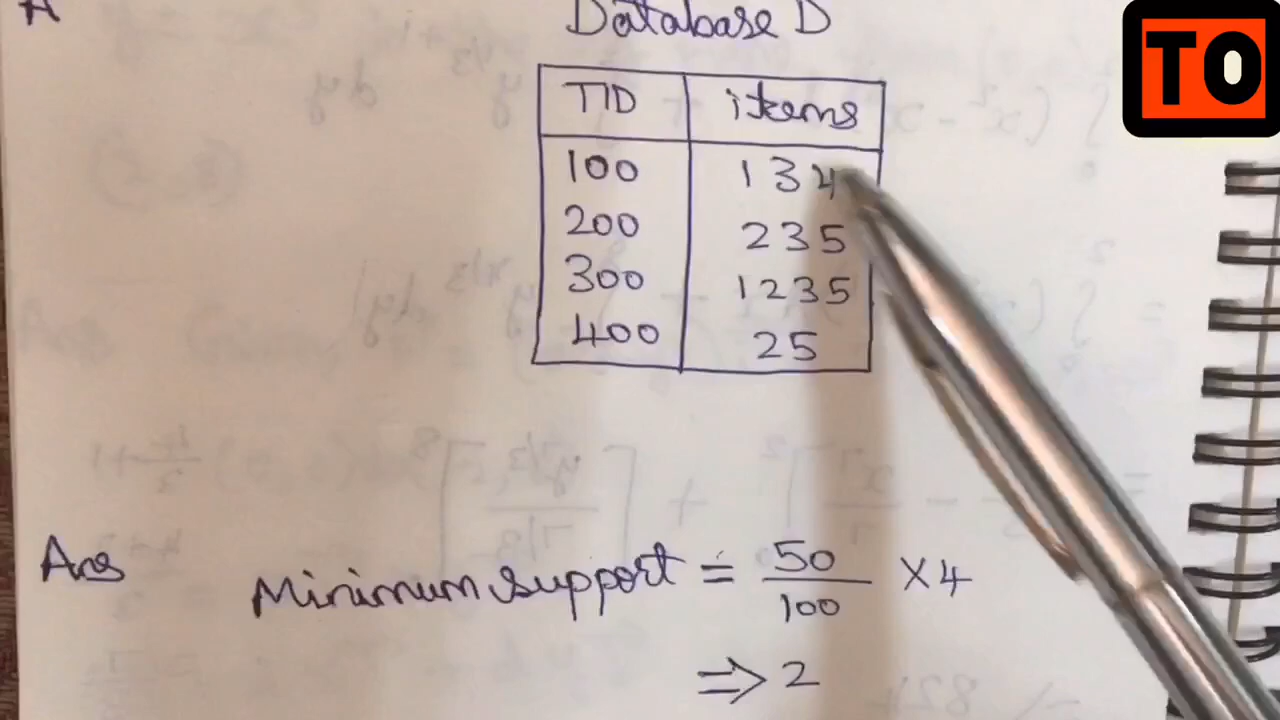 A
Database D
TO
TID items
100 1 3 4
200 2 3 5
300 1 2 3 5
400 2 5
Ans
Minimum support = 50/100 X 4
⇒ 2